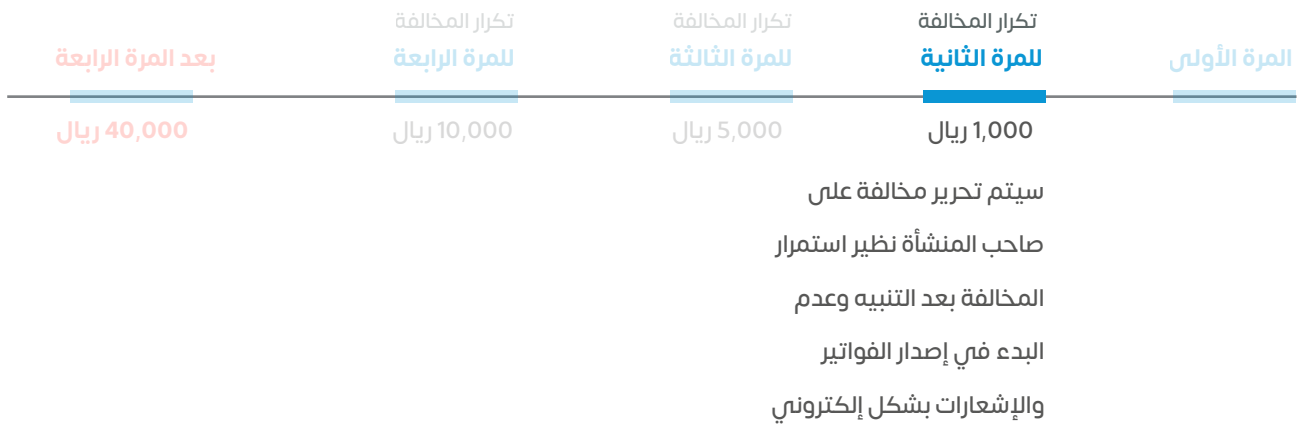 المرة الأولى
تكرار المخالفة
للمرة الثانية
1,000 ريال
سيتم تحرير مخالفة على
صاحب المنشأة نظير استمرار
المخالفة بعد التنبيه وعدم
البدء في إصدار الفواتير
والإشعارات بشكل إلكتروني
تكرار المخالفة
للمرة الثالثة
5,000 ريال
تكرار المخالفة
للمرة الرابعة
10,000 ريال
بعد المرة الرابعة
40,000 ريال